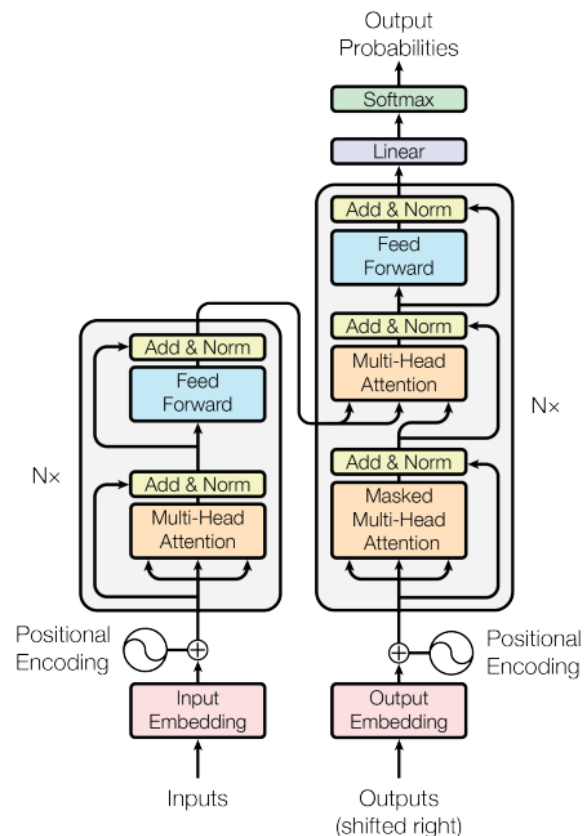 Output
Probabilities
Softmax
Linear
Add & Norm
Feed
Forward
Add & Norm
Multi-Head
Attention
Add & Norm
Masked
Multi-Head
Attention
Nx
Add & Norm
Feed
Forward
Add & Norm
Multi-Head
Attention
Nx
Positional
Encoding
Positional
Encoding
Input
Embedding
Output
Embedding
Inputs
Outputs
(shifted right)